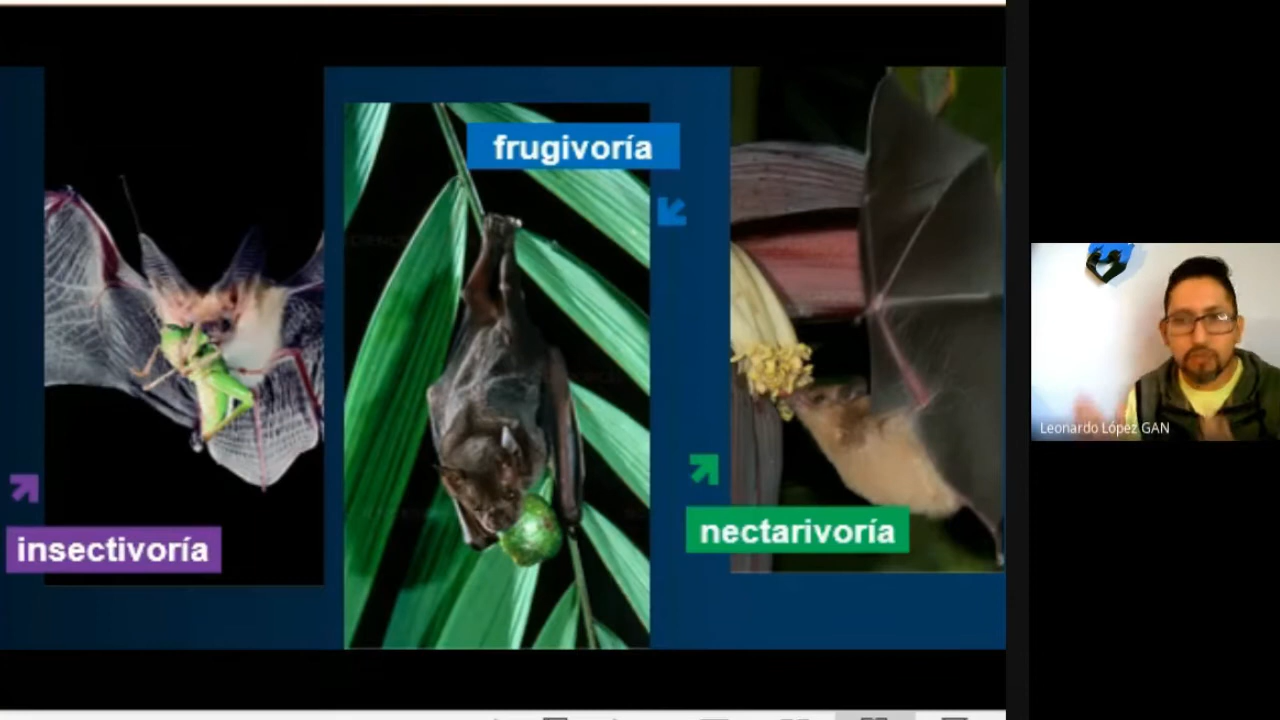 frugivoría
insectivoría
nectarivoría
Leonardo López GAN